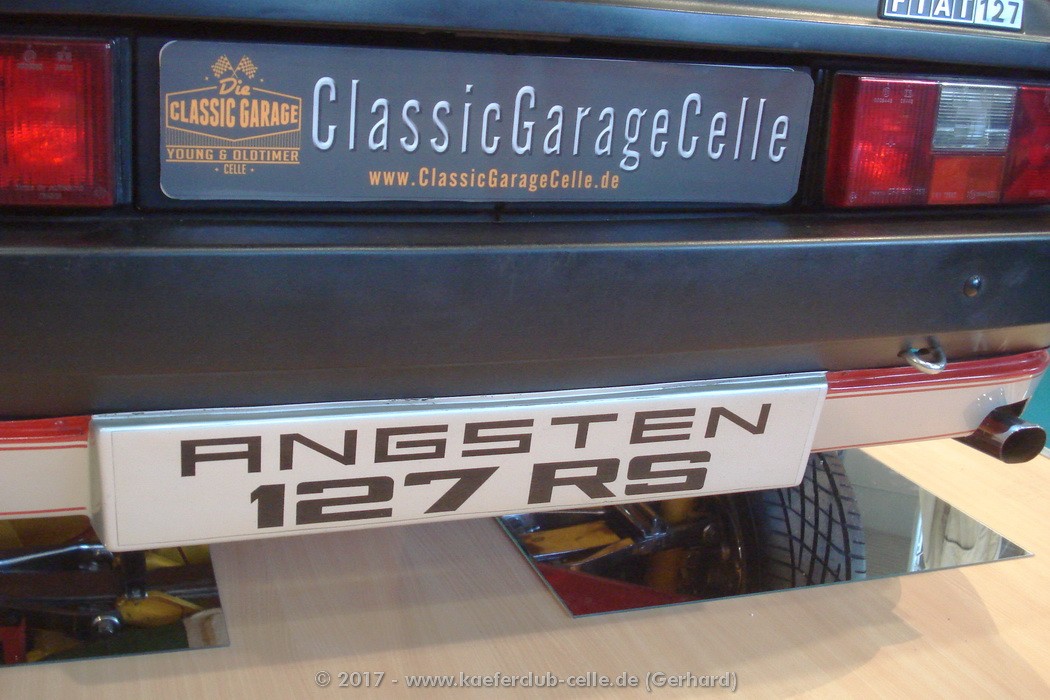 FIAT 127
Die
CLASSIC GARAGE
YOUNG & OLDTIMER
· CELLE ·
ClassicGarageCelle
www.ClassicGarageCelle.de
ANGSTEN
127 RS
© 2017 - www.kaeferclub-celle.de (Gerhard)